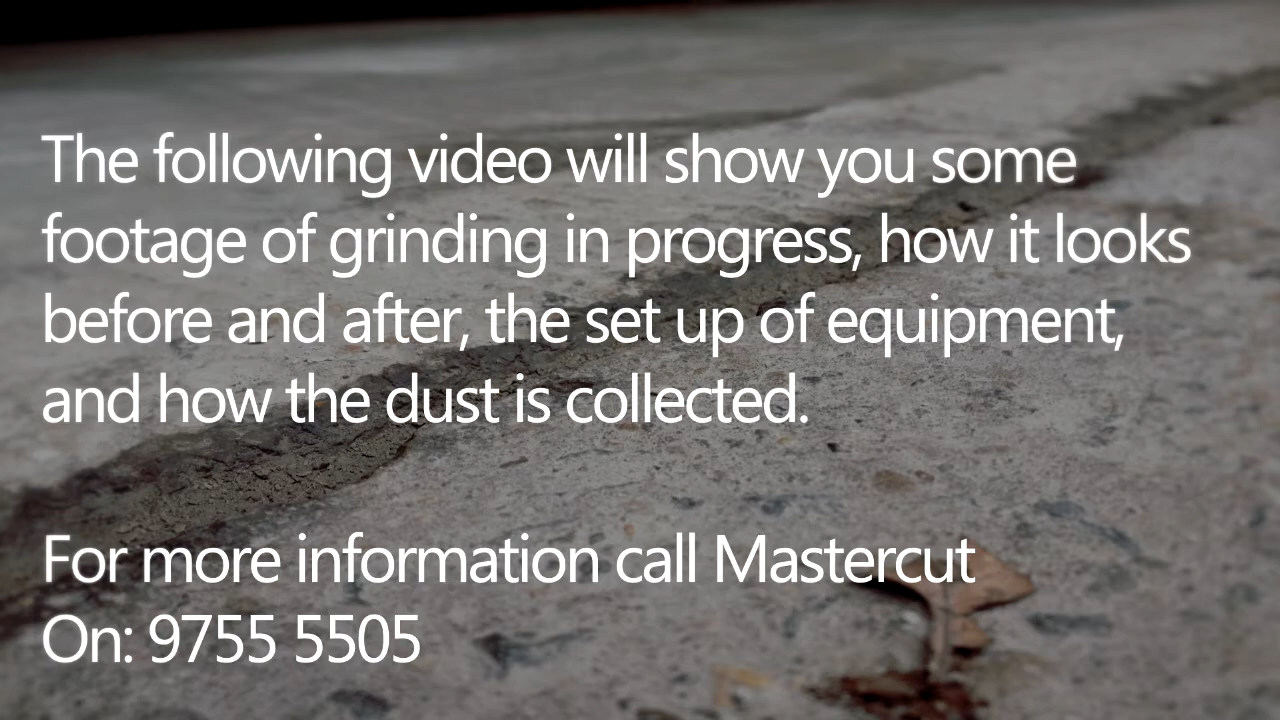 The following video will show you some
footage of grinding in progress, how it looks
before and after, the set up of equipment,
and how the dust is collected.
For more information call Mastercut
On: 9755 5505